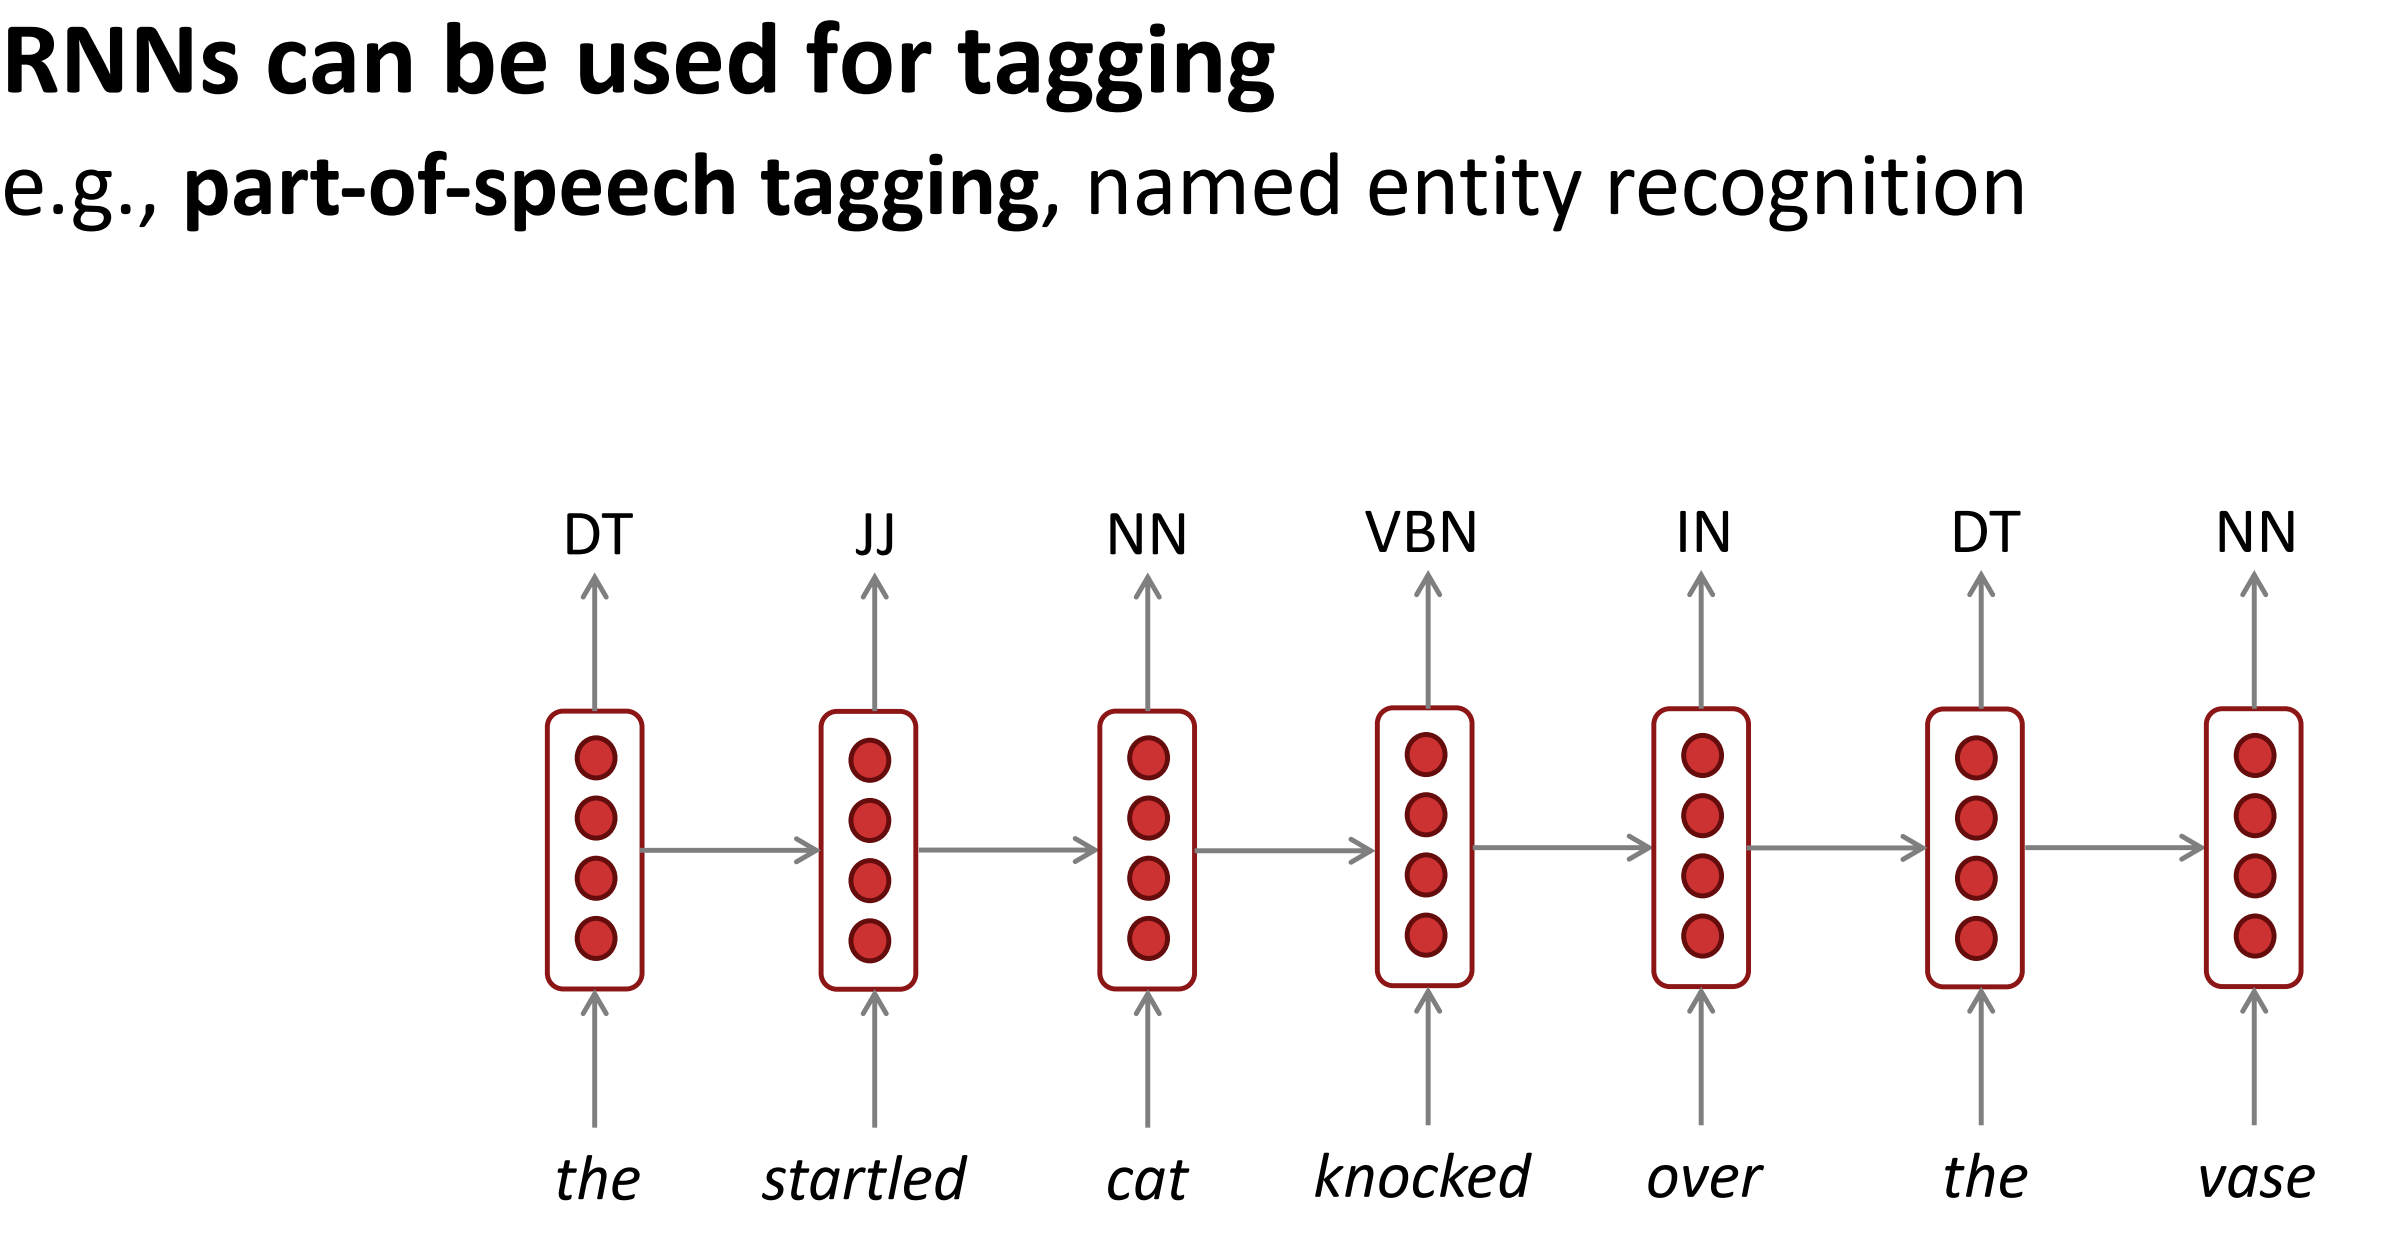 RNNs can be used for tagging
e.g., part-of-speech tagging, named entity recognition
DT JJ NN VBN IN DT NN
the startled cat knocked over the vase